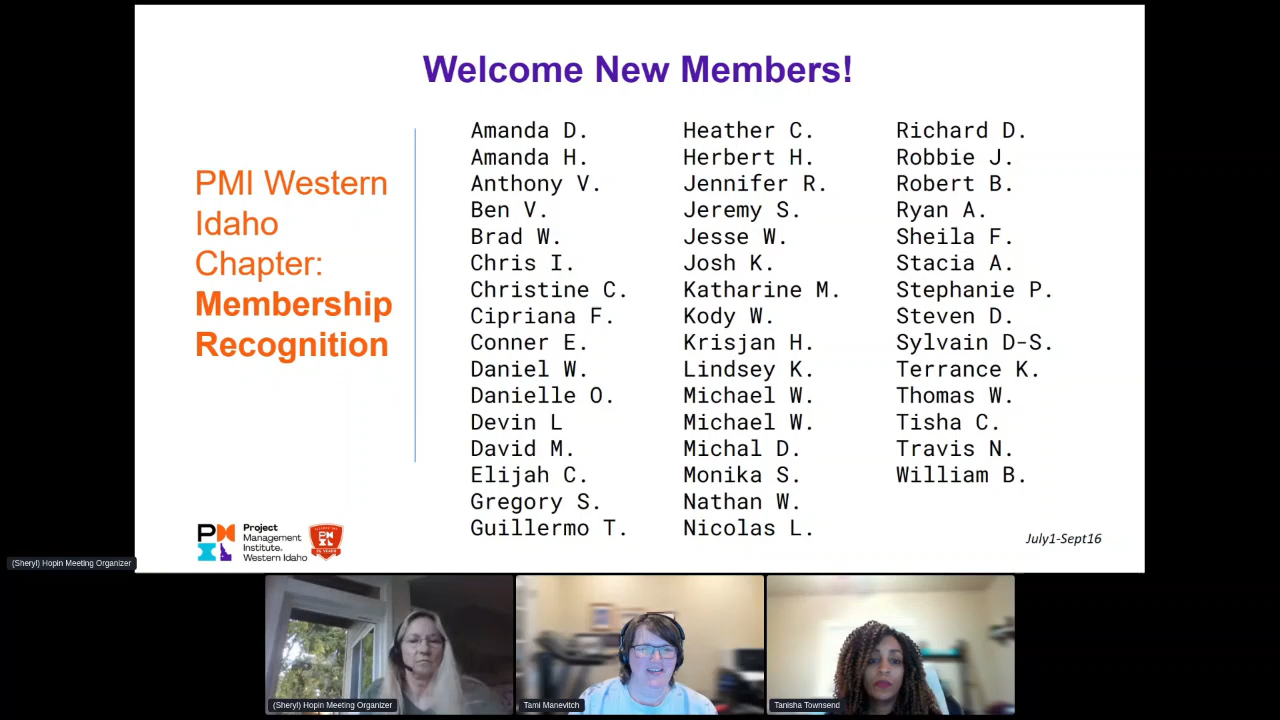 Welcome New Members!
PMI Western
Idaho
Chapter:
Membership
Recognition
Amanda D.
Amanda H.
Anthony V.
Ben V.
Brad W.
Chris I.
Christine C.
Cipriana F.
Conner E.
Daniel W.
Danielle O.
Devin L
David M.
Elijah C.
Gregory S.
Guillermo T.
Heather C.
Herbert H.
Jennifer R.
Jeremy S.
Jesse W.
Josh K.
Katharine M.
Kody W.
Krisjan H.
Lindsey K.
Michael W.
Michael W.
Michal D.
Monika S.
Nathan W.
Nicolas L.
Richard D.
Robbie J.
Robert B.
Ryan A.
Sheila F.
Stacia A.
Stephanie P.
Steven D.
Sylvain D-S.
Terrance K.
Thomas W.
Tisha C.
Travis N.
William B.
Project
Management
Institute.
Western Idaho
July1-Sept16
(Sheryl) Hopin Meeting Organizer
(Sheryl) Hopin Meeting Organizer
Tami Manevitch
Tanisha Townsend